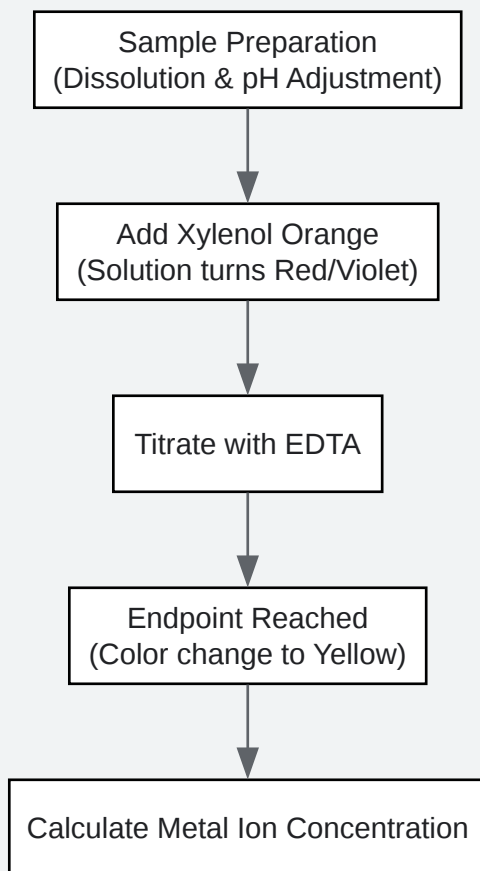 Sample Preparation
(Dissolution & pH Adjustment)
Add Xylenol Orange
(Solution turns Red/Violet)
Titrate with EDTA
Endpoint Reached
(Color change to Yellow)
Calculate Metal Ion Concentration